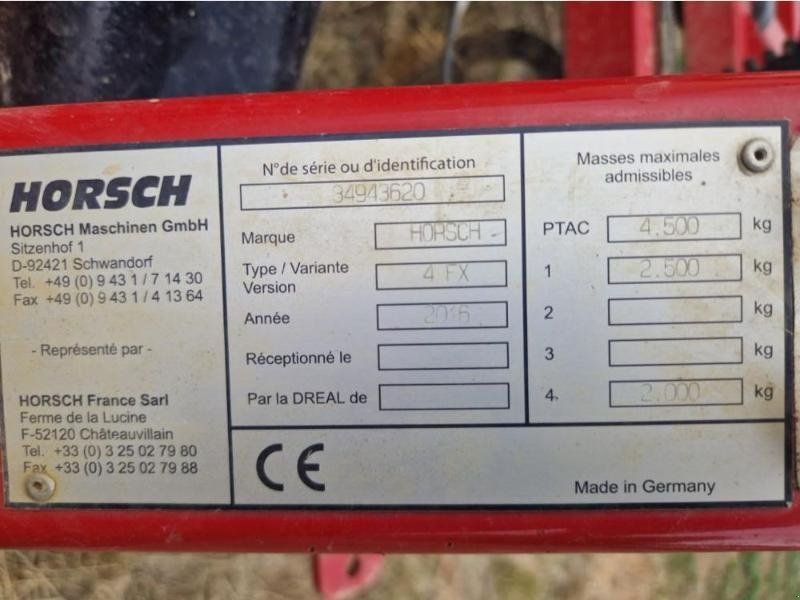 HORSCH
HORSCH Maschinen GmbH
Sitzenhof 1
D-92421 Schwandorf
Tel. +49 (0) 9 43 1 / 7 14 30
Fax +49 (0) 9 43 1 / 4 13 64
- Représenté par -
HORSCH France Sarl
Ferme de la Lucine
F-52120 Châteauvillain
Tel. +33 (0) 3 25 02 79 80
Fax +33 (0) 3 25 02 79 88
N°de série ou d'identification
34943620
Marque HORSCH
Type / Variante
Version 4 FX
Année 2016
Réceptionné le
Par la DREAL de
Masses maximales
admissibles
PTAC 4.500 kg
1 2.500 kg
2 kg
3 kg
4. 2.000 kg
CE
Made in Germany